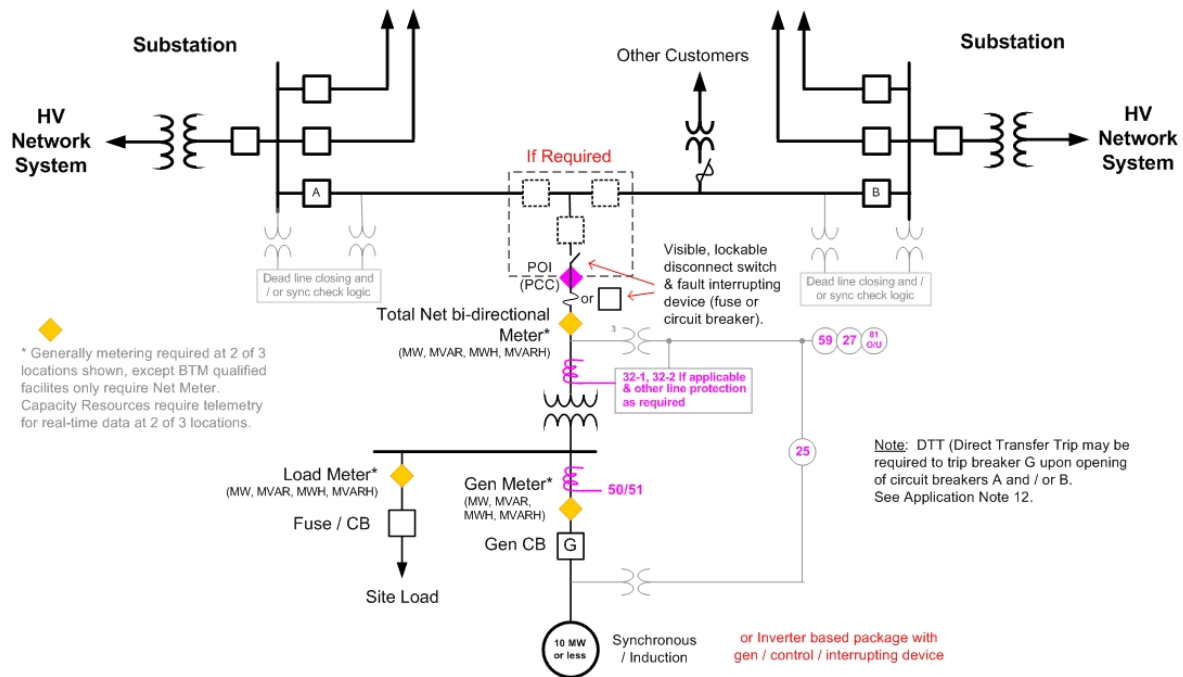 Substation
Substation
Other Customers
HV
Network
System
HV
Network
System
If Required
A
B
Dead line closing and
/ or sync check logic
POI
(PCC)
or
Visible, lockable
disconnect switch
& fault interrupting
device (fuse or
circuit breaker).
Dead line closing and /
or sync check logic
Total Net bi-directional
Meter*
(MW, MVAR, MWH, MVARH)
3
59
27
81
O/U
* Generally metering required at 2 of 3
locations shown, except BTM qualified
facilites only require Net Meter.
Capacity Resources require telemetry
for real-time data at 2 of 3 locations.
32-1, 32-2 If applicable
& other line protection
as required
25
Note: DTT (Direct Transfer Trip may be
required to trip breaker G upon opening
of circuit breakers A and / or B.
See Application Note 12.
Load Meter*
(MW, MVAR, MWH, MVARH)
Fuse / CB
Site Load
Gen Meter*
(MW, MVAR,
MWH, MVARH)
50/51
Gen CB
G
10 MW
or less
Synchronous
/ Induction
or Inverter based package with
gen / control / interrupting device